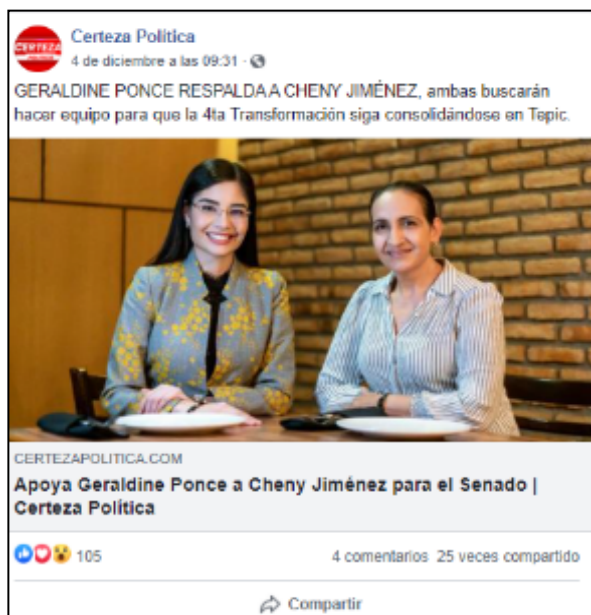 Certeza Política
CERTEZA
4 de diciembre a las 09:31 ·
GERALDINE PONCE RESPALDA A CHENY JIMÉNEZ, ambas buscarán
hacer equipo para que la 4ta Transformación siga consolidándose en Tepic.
CERTEZAPOLITICA.COM
Apoya Geraldine Ponce a Cheny Jiménez para el Senado |
Certeza Política
105
4 comentarios 25 veces compartido
Compartir